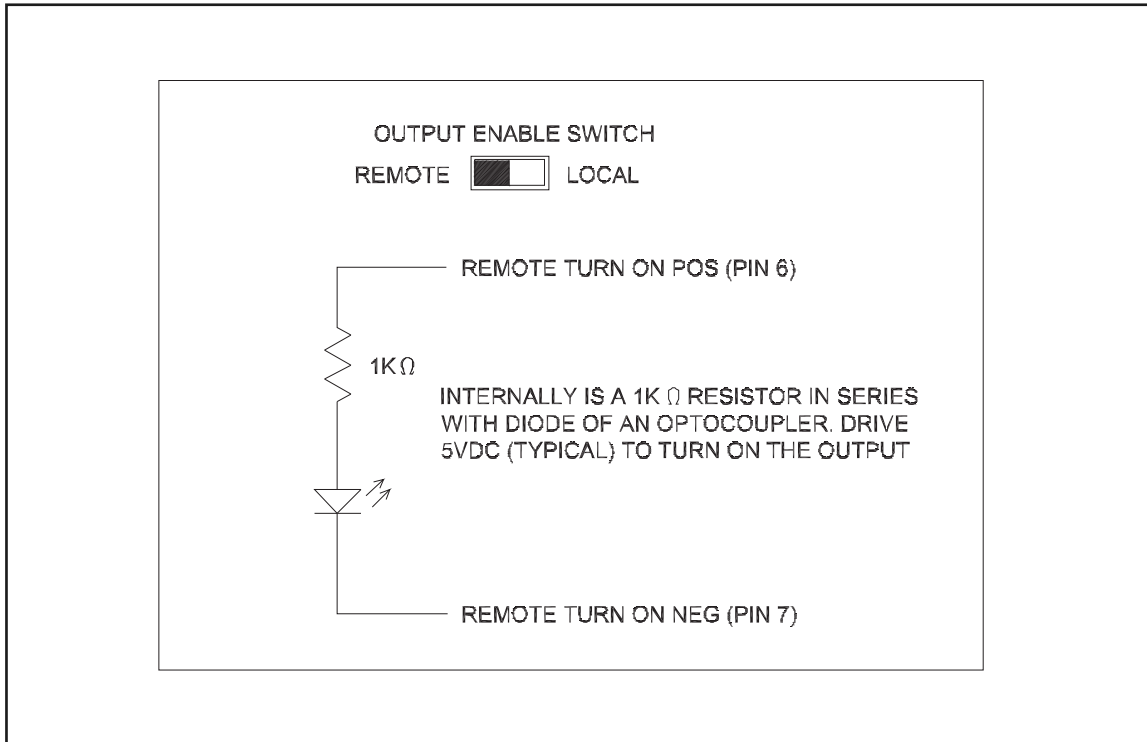 OUTPUT ENABLE SWITCH
REMOTE LOCAL
REMOTE TURN ON POS (PIN 6)
1K Ω
INTERNALLY IS A 1K Ω RESISTOR IN SERIES
WITH DIODE OF AN OPTOCOUPLER. DRIVE
5VDC (TYPICAL) TO TURN ON THE OUTPUT
REMOTE TURN ON NEG (PIN 7)